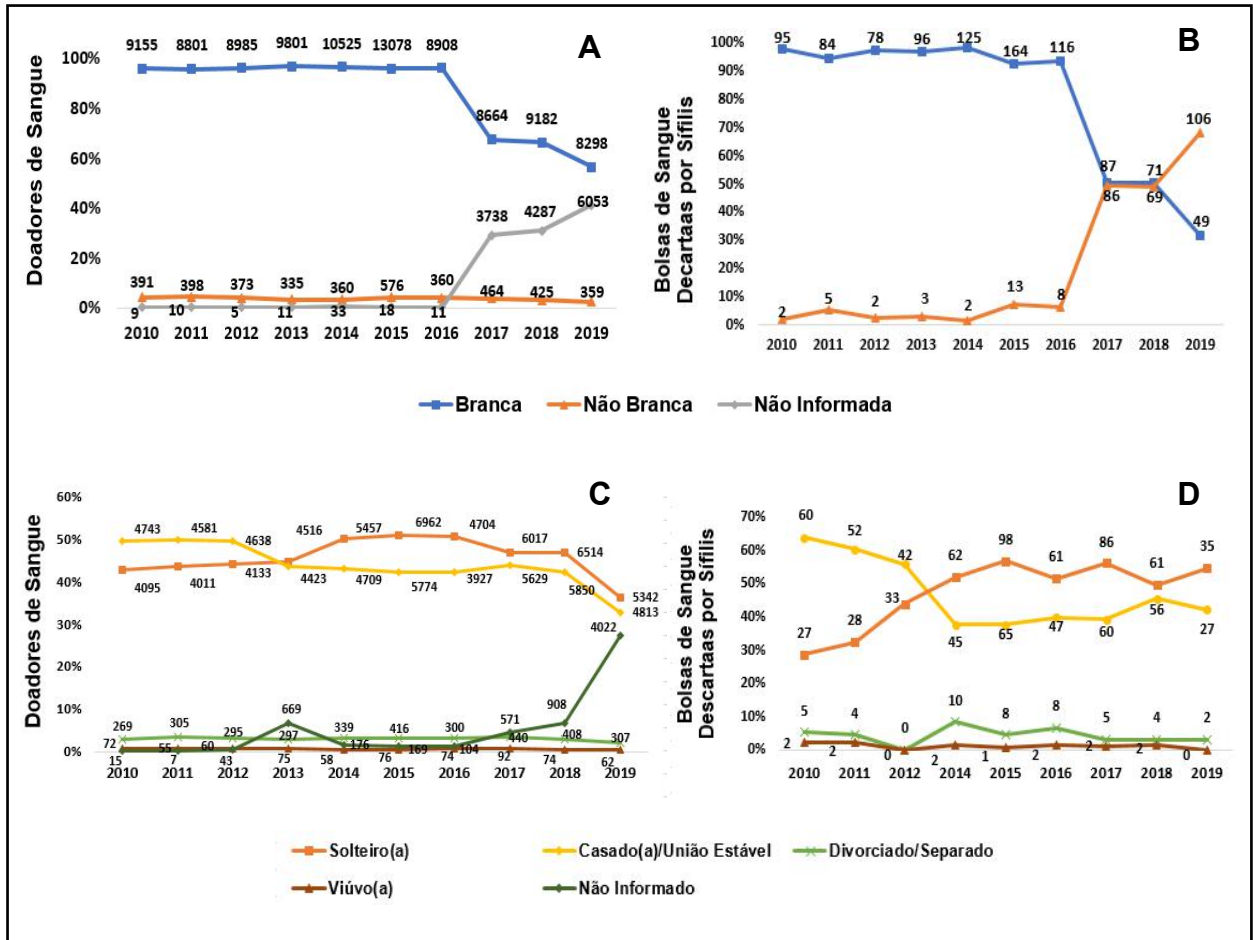 A
Doadores de Sangue
100%
80%
60%
40%
20%
0%
9155 8801 8985 9801 10525 13078 8908 8664 9182 8298
3738 4287 6053
391 398 373 335 360 576 360 464 425 359
9 10 5 11 33 18 11
2010 2011 2012 2013 2014 2015 2016 2017 2018 2019
B
Bolsas de Sangue
Decartaas por Sífilis
100%
90%
80%
70%
60%
50%
40%
30%
20%
10%
0%
95 84 78 96 125 164 116 87 71 49
2 5 2 3 2 13 8 86 69 106
2010 2011 2012 2013 2014 2015 2016 2017 2018 2019
Branca Não Branca Não Informada
C
Doadores de Sangue
60%
50%
40%
30%
20%
10%
0%
4743 4581 4638 4516 5457 6962 4704 6017 6514 5342
4095 4011 4133 4423 4709 5774 3927 5629 5850 4813
4022
669 571 908
269 305 295 297 339 416 300 440 408 307
72 55 60 176 169 104
15 7 43 75 58 76 74 92 74 62
2010 2011 2012 2013 2014 2015 2016 2017 2018 2019
D
Bolsas de Sangue
Descartaas por Sífilis
70%
60%
50%
40%
30%
20%
10%
0%
60 52 42 62 98 61 86 61 35
27 28 33 45 65 47 60 56 27
5 4 0 10 8 8 5 4 2
2 2 0 2 1 2 2 2 0
2010 2011 2012 2014 2015 2016 2017 2018 2019
Solteiro(a) Casado(a)/União Estável Divorciado/Separado
Viúvo(a) Não Informado